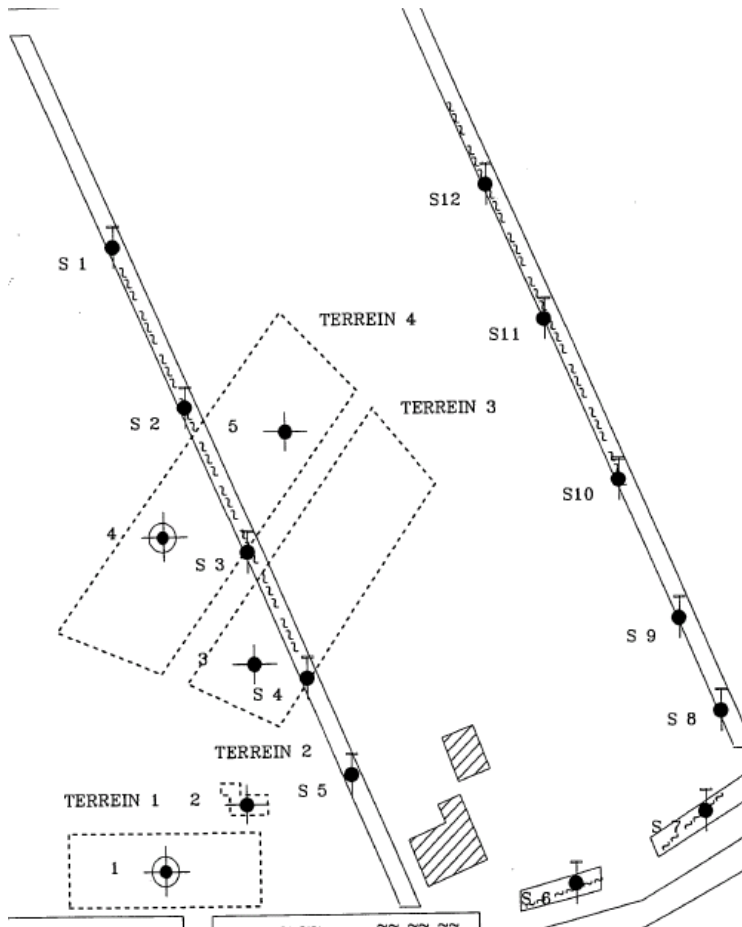 S12
S 1
S11
TERREIN 4
TERREIN 3
S 2
5
S10
4
S 3
S 9
3
S 4
S 8
TERREIN 2
S 5
TERREIN 1
2
S 7
1
S 6